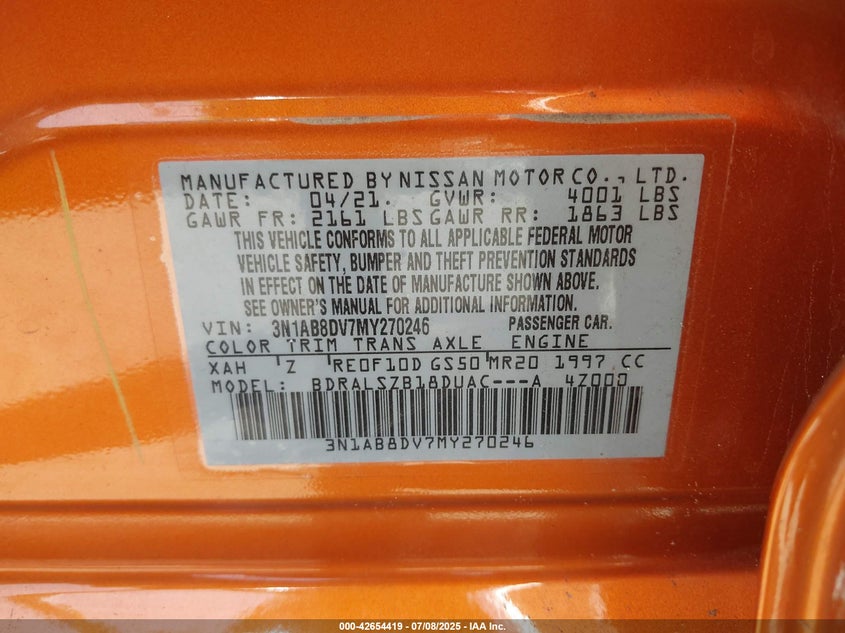 MANUFACTURED BY NISSAN MOTOR CO., LTD.
DATE: 04/21. GVWR: 4001 LBS
GAWR FR: 2161 LBS GAWR RR: 1863 LBS
THIS VEHICLE CONFORMS TO ALL APPLICABLE FEDERAL MOTOR
VEHICLE SAFETY, BUMPER AND THEFT PREVENTION STANDARDS
IN EFFECT ON THE DATE OF MANUFACTURE SHOWN ABOVE.
SEE OWNER'S MANUAL FOR ADDITIONAL INFORMATION.
VIN: 3N1AB8DV7MY270246 PASSENGER CAR.
COLOR TRIM TRANS AXLE ENGINE
XAH Z RE0F10D GS50 MR20 1997 CC
MODEL: BDRALSZB18DUAC---A 4Z000
3N1AB8DV7MY270246
000-42654419 - 07/08/2025 - IAA Inc.